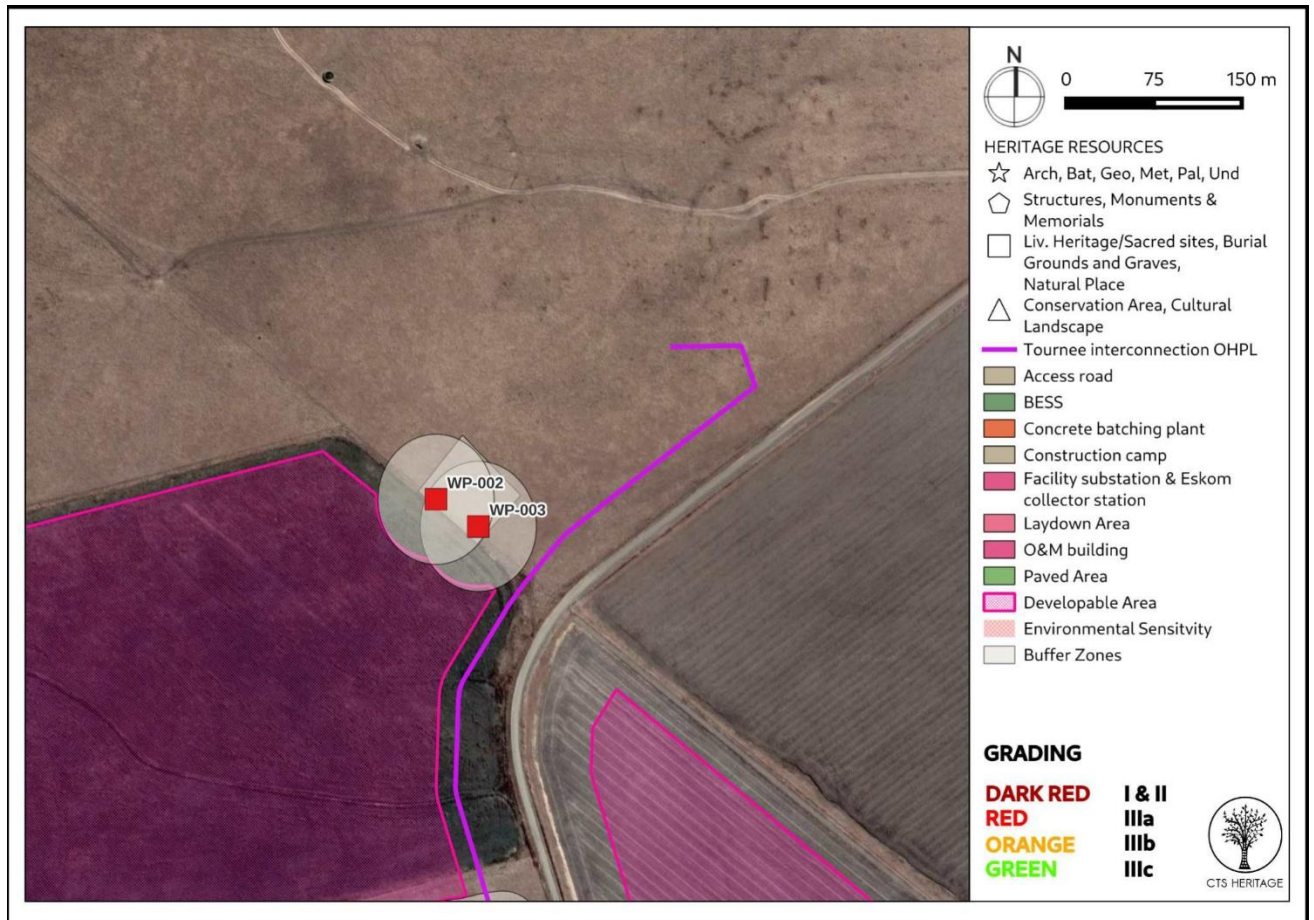 WP-002
WP-003
N
0 75 150 m
HERITAGE RESOURCES
Arch, Bat, Geo, Met, Pal, Und
Structures, Monuments &
Memorials
Liv. Heritage/Sacred sites, Burial
Grounds and Graves,
Natural Place
Conservation Area, Cultural
Landscape
Tournee interconnection OHPL
Access road
BESS
Concrete batching plant
Construction camp
Facility substation & Eskom
collector station
Laydown Area
O&M building
Paved Area
Developable Area
Environmental Sensitvity
Buffer Zones
GRADING
DARK RED I & II
RED IIIa
ORANGE IIIb
GREEN IIIc
CTS HERITAGE